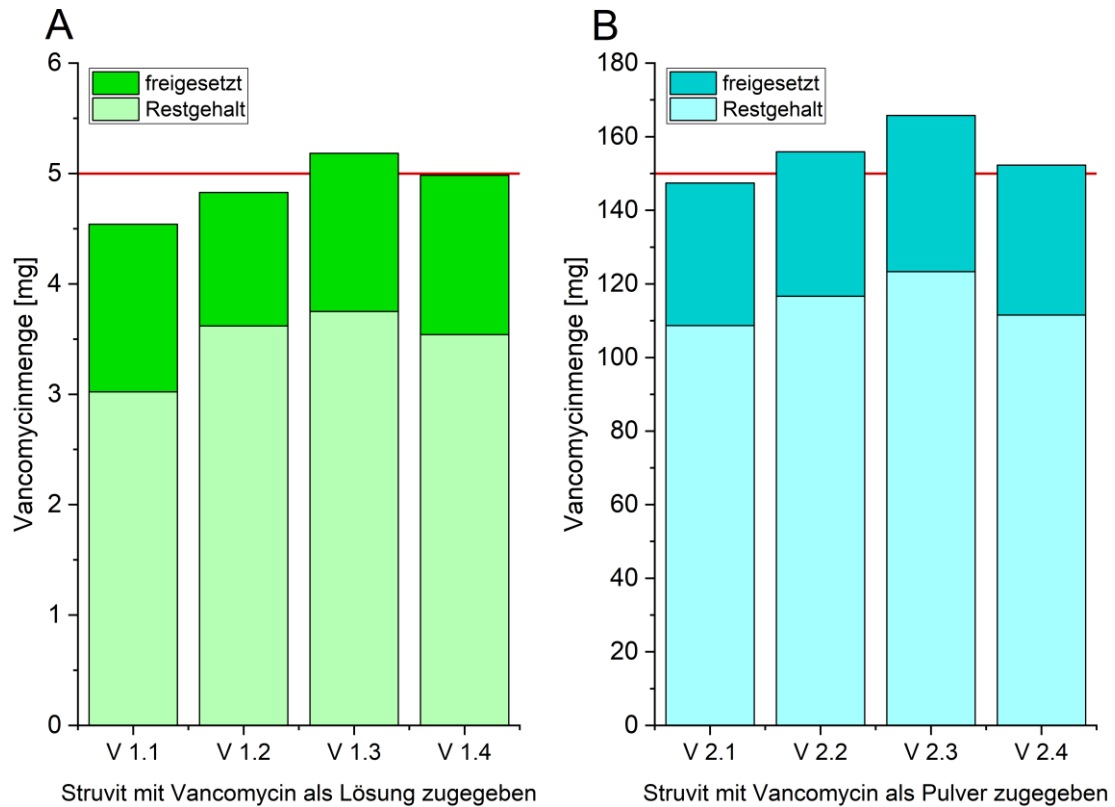 A
freigesetzt
Restgehalt
Vancomycinmenge [mg]
6
5
4
3
2
1
0
V 1.1 V 1.2 V 1.3 V 1.4
Struvit mit Vancomycin als Lösung zugegeben
B
freigesetzt
Restgehalt
Vancomycinmenge [mg]
180
160
140
120
100
80
60
40
20
0
V 2.1 V 2.2 V 2.3 V 2.4
Struvit mit Vancomycin als Pulver zugegeben